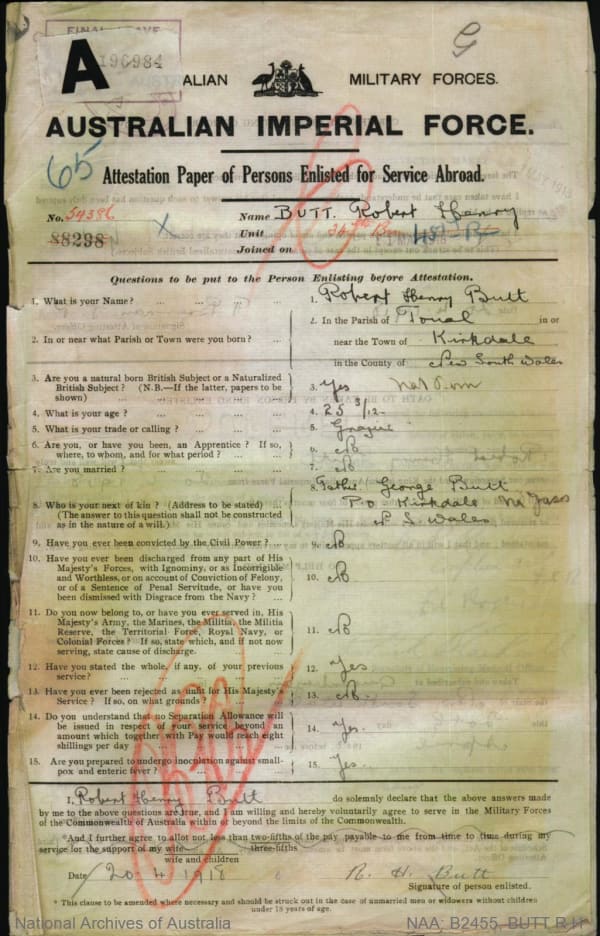 FINAL
196984
A
ALIAN MILITARY FORCES.
G
AUSTRALIAN IMPERIAL FORCE.
65
Attestation Paper of Persons Enlisted for Service Abroad.
No. 54386
88298 N
X
Name BUTT. Robert Henry
Unit
Joined on
Questions to be put to the Person Enlisting before Attestation.
1. What is your Name? ... ... ...
1. Robert Henry Butt
2. In or near what Parish or Town were you born? ...
2. In the Parish of Toual in or
near the Town of Kirkdale
in the County of New South Wales
3. Are you a natural born British Subject or a Naturalized
British Subject? (N.B.—If the latter, papers to be
shown) ... ... ... ...
3. Yes Nat born
4. What is your age? ... ... ...
4. 25 3/12
5. What is your trade or calling? ... ... ...
5. Grazier
6. Are you, or have you been, an Apprentice? If so,
where, to whom, and for what period? ... ...
6. No
7. Are you married? ... ... ...
7. No
8. Who is your next of kin? (Address to be stated)
(The answer to this question shall not be constructed
as in the nature of a will.) ... ...
8. Father George Butt
P.O Kirkdale Nr Yass
N S Wales
9. Have you ever been convicted by the Civil Power? ...
9. No
10. Have you ever been discharged from any part of His
Majesty's Forces, with Ignominy, or as Incorrigible
and Worthless, or on account of Conviction of Felony,
or of a Sentence of Penal Servitude, or have you
been dismissed with Disgrace from the Navy? ...
10. No
11. Do you now belong to, or have you ever served in, His
Majesty's Army, the Marines, the Militia, the Militia
Reserve, the Territorial Force, Royal Navy, or
Colonial Forces? If so, state which, and if not now
serving, state cause of discharge.
11. No
12. Have you stated the whole, if any, of your previous
service? ... ... ...
12. Yes
13. Have you ever been rejected as unfit for His Majesty's
Service? If so, on what grounds? ... ...
13. No.
14. Do you understand that no Separation Allowance will
be issued in respect of your service beyond an
amount which together with Pay would reach eight
shillings per day ... ... ...
14. Yes.
15. Are you prepared to undergo inoculation against small-
pox and enteric fever? ... ...
15. Yes.
I, Robert Henry Butt do solemnly declare that the above answers made
by me to the above questions are true, and I am willing and hereby voluntarily agree to serve in the Military Forces
of the Commonwealth of Australia within or beyond the limits of the Commonwealth.
*And I further agree to allot not less than two-fifths of the pay payable to me from time to time during my
three-fifths
service for the support of my wife
wife and children
Date 20 4 1918
R. H. Butt
Signature of person enlisted.
* This clause to be amended where necessary and should be struck out in the case of unmarried men or widowers without children
under 18 years of age.
National Archives of Australia
NAA: B2455, BUTT R H